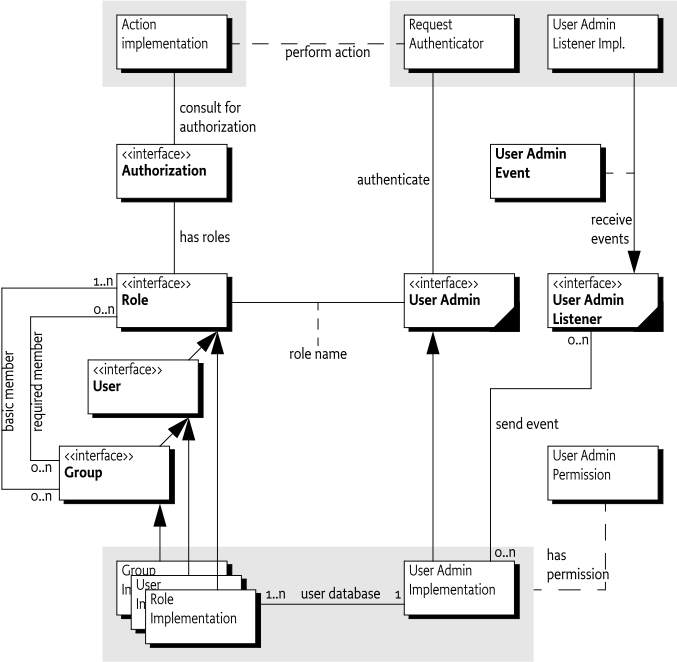 Action
implementation
Request
Authenticator
User Admin
Listener Impl.
perform action
consult for
authorization
<<interface>>
Authorization
User Admin
Event
authenticate
receive
events
has roles
<<interface>>
Role
<<interface>>
User Admin
<<interface>>
User Admin
Listener
1..n
0..n
role name
0..n
basic member
required member
<<interface>>
User
send event
<<interface>>
Group
User Admin
Permission
0..n
0..n
0..n
has
permission
Group
Im
User
Im
Role
Implementation
1..n
user database
1
User Admin
Implementation